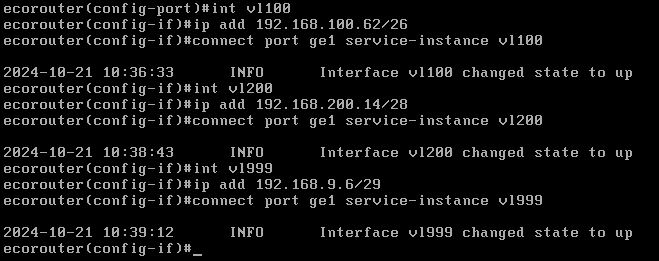 ecorouter(config-port)#int vl100
ecorouter(config-if)#ip add 192.168.100.62/26
ecorouter(config-if)#connect port ge1 service-instance vl100
2024-10-21 10:36:33 INFO Interface vl100 changed state to up
ecorouter(config-if)#int vl200
ecorouter(config-if)#ip add 192.168.200.14/28
ecorouter(config-if)#connect port ge1 service-instance vl200
2024-10-21 10:38:43 INFO Interface vl200 changed state to up
ecorouter(config-if)#int vl999
ecorouter(config-if)#ip add 192.168.9.6/29
ecorouter(config-if)#connect port ge1 service-instance vl999
2024-10-21 10:39:12 INFO Interface vl999 changed state to up
ecorouter(config-if)#_